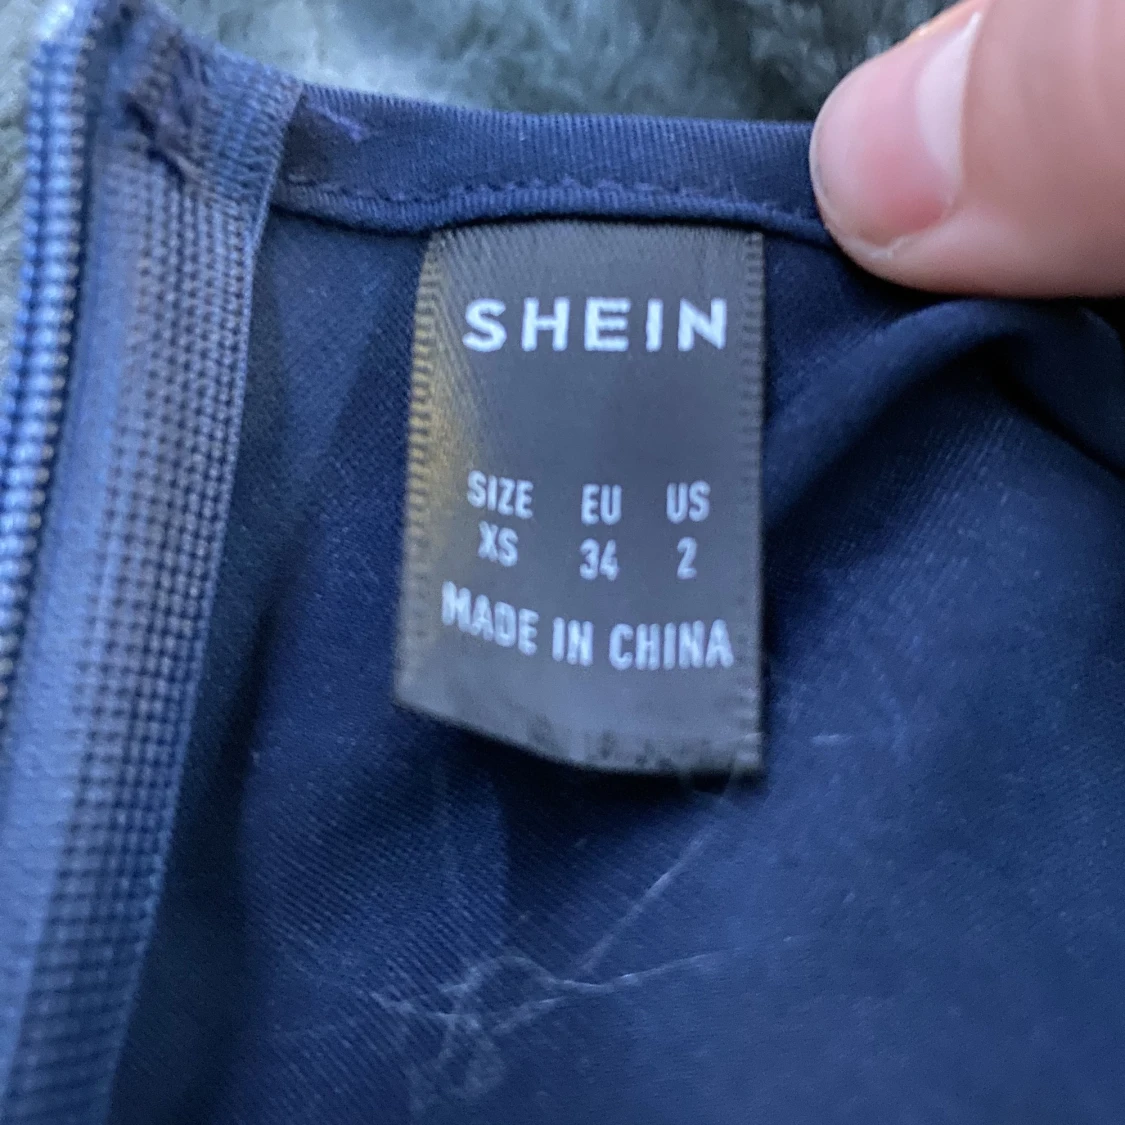 SHEIN
SIZE EU US
XS 34 2
MADE IN CHINA